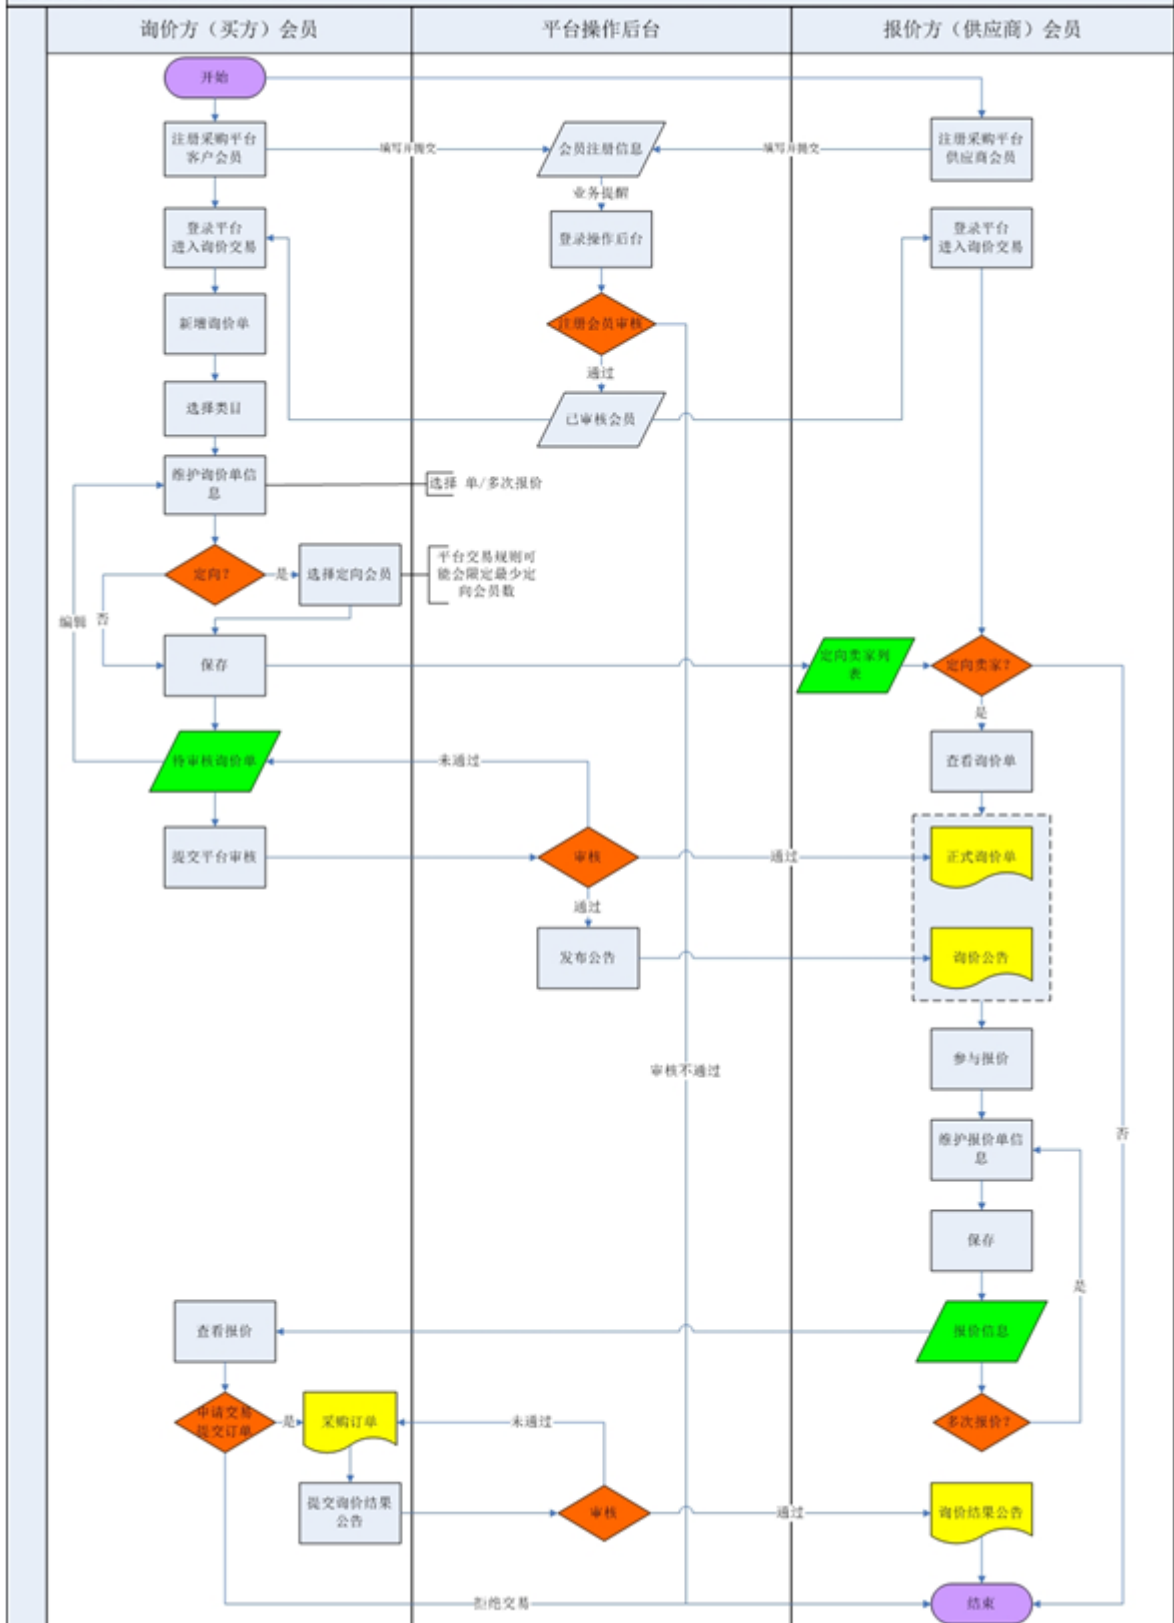 询价方（买方）会员
平台操作后台
报价方（供应商）会员
开始
注册采购平台
客户会员
填写并提交
会员注册信息
填写并提交
注册采购平台
供应商会员
业务提醒
登录平台
进入询价交易
登录操作后台
登录平台
进入询价交易
新增询价单
注册会员审核
通过
选择类目
已审核会员
维护询价单信
息
选择 单/多次报价
定向?
是
选择定向会员
平台交易规则可
能会限定最少定
向会员数
编辑
否
保存
定向卖家列
表
定向卖家?
是
待审核询价单
未通过
查看询价单
提交平台审核
审核
通过
正式询价单
通过
发布公告
询价公告
参与报价
审核不通过
否
维护报价单信
息
保存
是
查看报价
报价信息
申请交易
提交订单
是
采购订单
未通过
多次报价?
提交询价结果
公告
审核
通过
询价结果公告
拒绝交易
结束